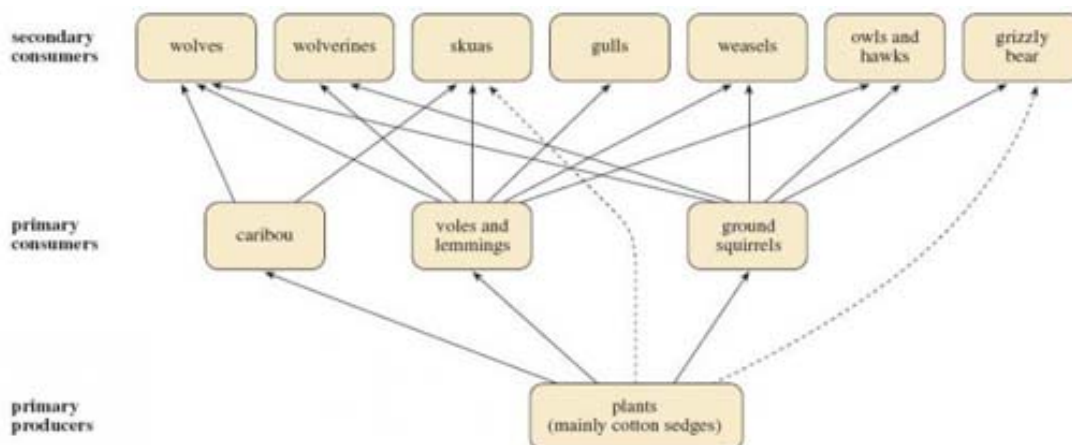 secondary
consumers
wolves
wolverines
skuas
gulls
weasels
owls and
hawks
grizzly
bear
primary
consumers
caribou
voles and
lemmings
ground
squirrels
primary
producers
plants
(mainly cotton sedges)